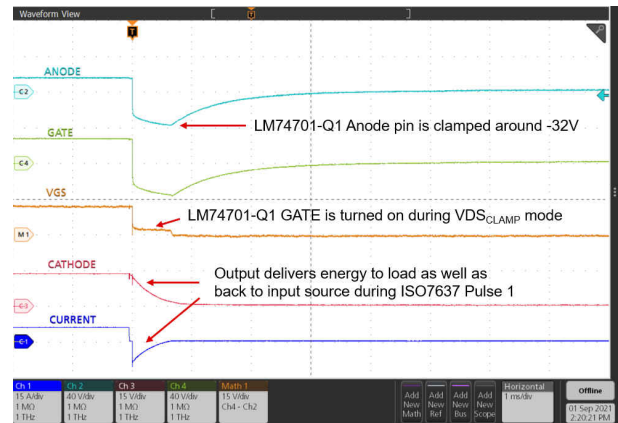 Waveform View
T
ANODE
C2
LM74701-Q1 Anode pin is clamped around -32V
GATE
C4
VGS
LM74701-Q1 GATE is turned on during VDSCLAMP mode
M1
CATHODE
Output delivers energy to load as well as
back to input source during ISO7637 Pulse 1
C3
CURRENT
C1
Ch 1 Ch 2 Ch 3 Ch 4 Math 1
15 A/div 40 V/div 15 V/div 40 V/div 15 V/div
1 MΩ 1 MΩ 1 MΩ 1 MΩ Ch4 - Ch2
1 THz 1 THz 1 THz 1 THz
Add New Math
Add New Ref
Add New Bus
Add New Scope
Horizontal
1 ms/div
Offline
01 Sep 2021
2:20:21 PM